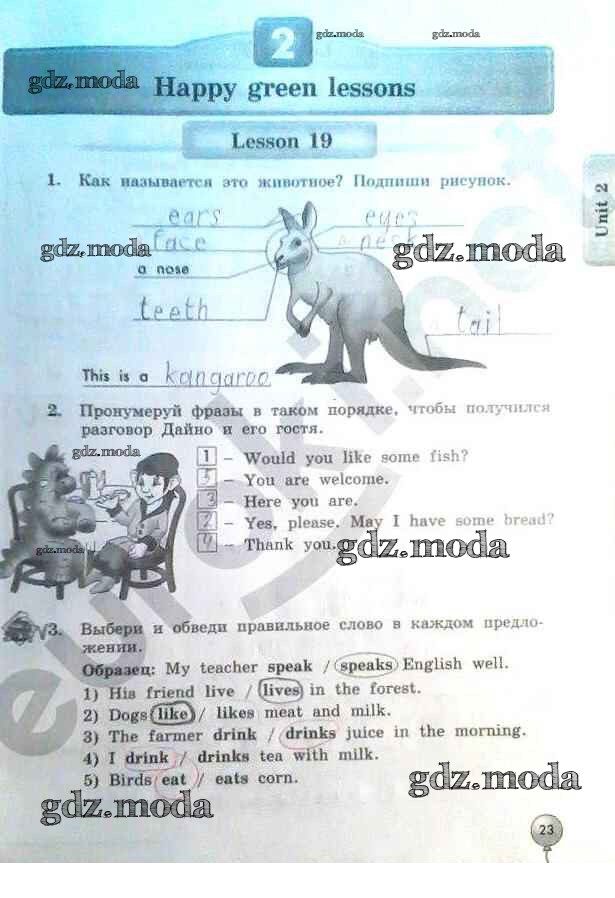 2
gdz.moda gdz.moda
gdz.moda
Happy green lessons
Lesson 19
Unit 2
1. Как называется это животное? Подпиши рисунок.
ears eyes
face a neck
gdz.moda gdz.moda
a nose
teeth
tail
This is a kangaroo
2. Пронумеруй фразы в таком порядке, чтобы получился
разговор Дайно и его гостя.
gdz.moda
1 – Would you like some fish?
5 – You are welcome.
3 – Here you are.
2 – Yes, please. May I have some bread?
4 – Thank you.
gdz.moda gdz.moda
√3. Выбери и обведи правильное слово в каждом предло-
жении.
Образец: My teacher speak / speaks English well.
1) His friend live / lives in the forest.
2) Dogs like / likes meat and milk.
3) The farmer drink / drinks juice in the morning.
4) I drink / drinks tea with milk.
5) Birds eat / eats corn.
gdz.moda gdz.moda
23